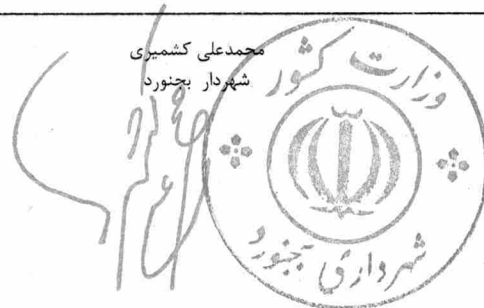 محمدعلی کشمیری
شهردار بجنورد
وزارت کشور
شهرداری بجنورد